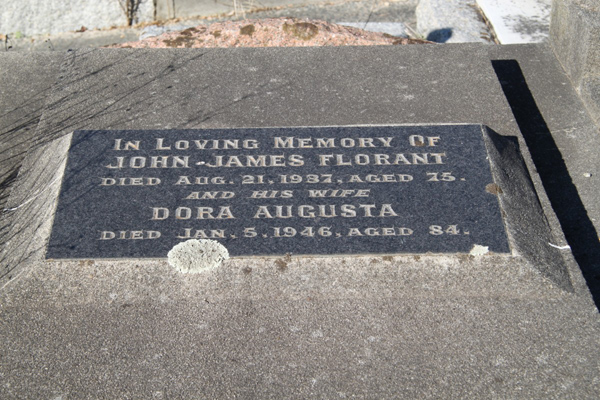 IN LOVING MEMORY OF
JOHN-JAMES FLORANT
DIED AUG. 21. 1937, AGED 75.
AND HIS WIFE
DORA AUGUSTA
DIED JAN. 5. 1946, AGED 84.